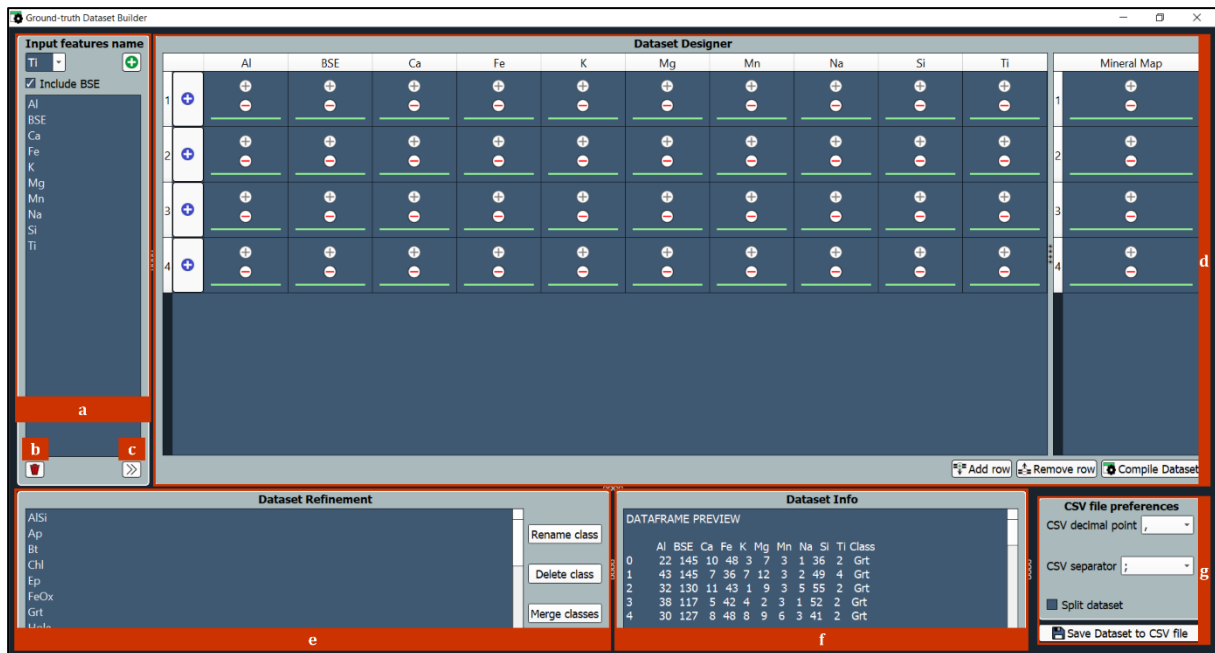 Ground-truth Dataset Builder
Input features name
Ti
Include BSE
Al
BSE
Ca
Fe
K
Mg
Mn
Na
Si
Ti
a
b c
Dataset Designer
Al BSE Ca Fe K Mg Mn Na Si Ti Mineral Map
1 1
2 2
3 3
4 4
d
Add row Remove row Compile Dataset
Dataset Refinement
AlSi
Ap
Bt
Chl
Ep
FeOx
Grt
Rename class
Delete class
Merge classes
e
Dataset Info
DATAFRAME PREVIEW
Al BSE Ca Fe K Mg Mn Na Si Ti Class
0 22 145 10 48 3 7 3 1 36 2 Grt
1 43 145 7 36 7 12 3 2 49 4 Grt
2 32 130 11 43 1 9 3 5 55 2 Grt
3 38 117 5 42 4 2 3 1 52 2 Grt
4 30 127 8 48 8 9 6 3 41 2 Grt
f
CSV file preferences
CSV decimal point ,
CSV separator ;
Split dataset
Save Dataset to CSV file
g